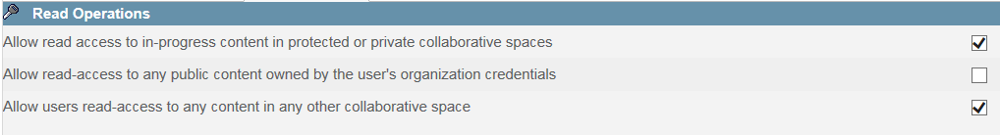 Read Operations
Allow read access to in-progress content in protected or private collaborative spaces
Allow read-access to any public content owned by the user's organization credentials
Allow users read-access to any content in any other collaborative space